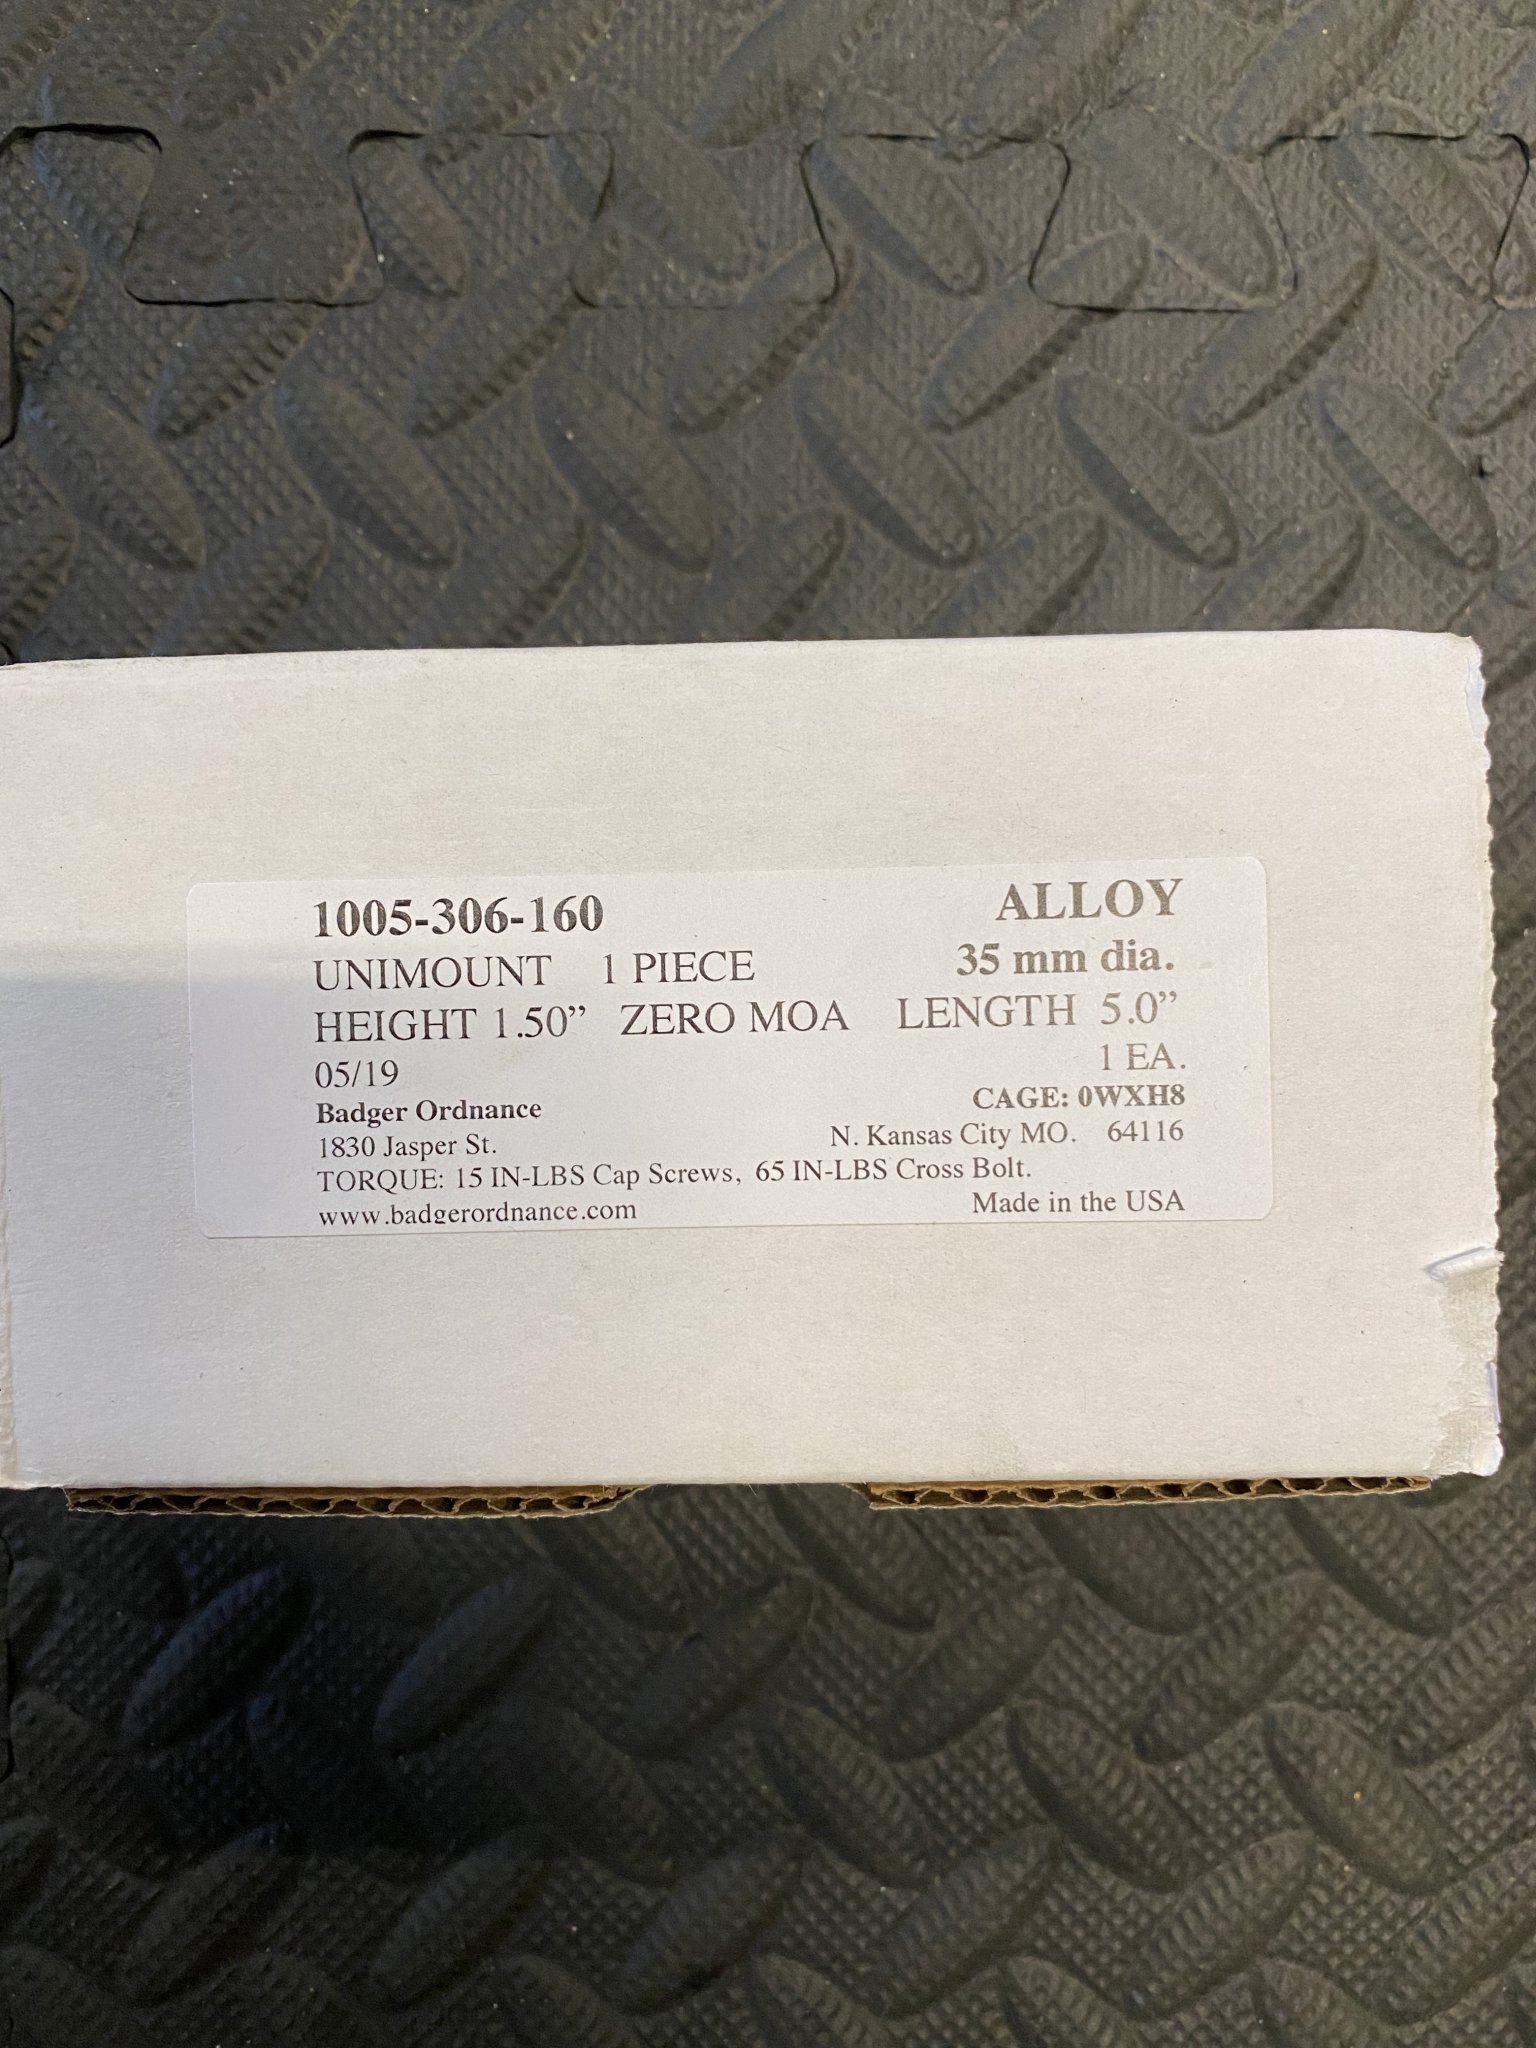 1005-306-160 ALLOY
UNIMOUNT 1 PIECE 35 mm dia.
HEIGHT 1.50” ZERO MOA LENGTH 5.0”
05/19 1 EA.
Badger Ordnance CAGE: 0WXH8
1830 Jasper St. N. Kansas City MO. 64116
TORQUE: 15 IN-LBS Cap Screws, 65 IN-LBS Cross Bolt.
www.badgerordnance.com Made in the USA